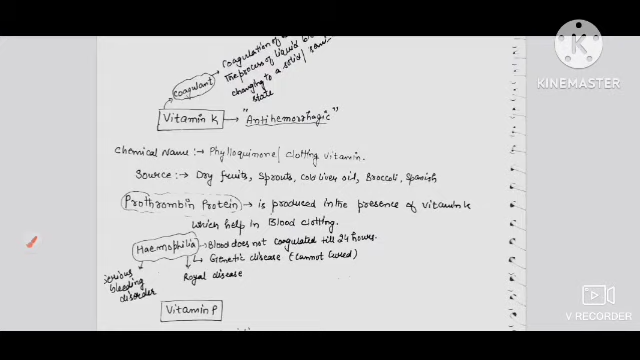 Coagulation of
The process of liquid
changing to a solid/
state
Coagulant
Vitamin K → "Antihemorrhagic"
Chemical Name :→ Phylloquinone/ Clotting vitamin.
Source :→ Dry fruits, Sprouts, Cold liver oil, Broccoli, Spanish
Prothrombin Protein → is produced in the presence of vitamin K
which help in Blood clotting.
Haemophilia → Blood does not coagulated till 24 hours.
Genetic disease (Cannot Cured)
Royal disease
Serious
bleeding
disorder
Vitamin P
KINEMASTER
V RECORDER